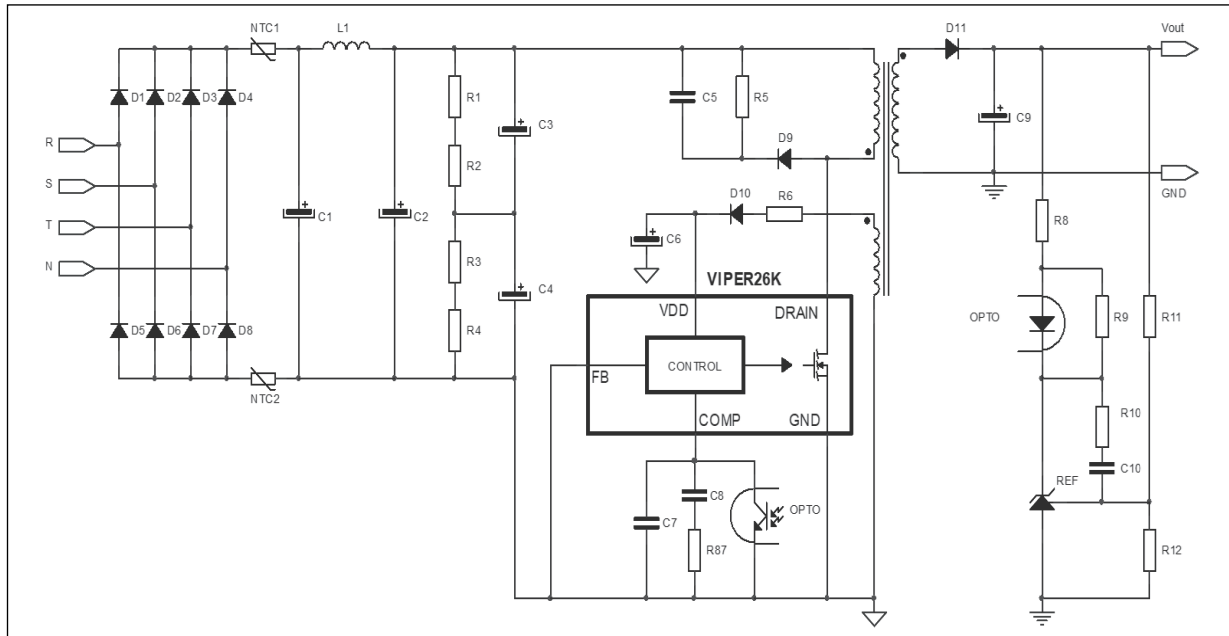 NTC1 L1 D11 Vout
D1 D2 D3 D4
R1 C5 R5 C3 C9
R D9
S R2 GND
D10 R6
T C1 C2 C6 R8
N R3
VIPER26K
C4
VDD DRAIN
D5 D6 D7 D8 R4 OPTO R9 R11
CONTROL
FB
NTC2
COMP GND R10
C8 C10
REF
C7 OPTO
R87 R12